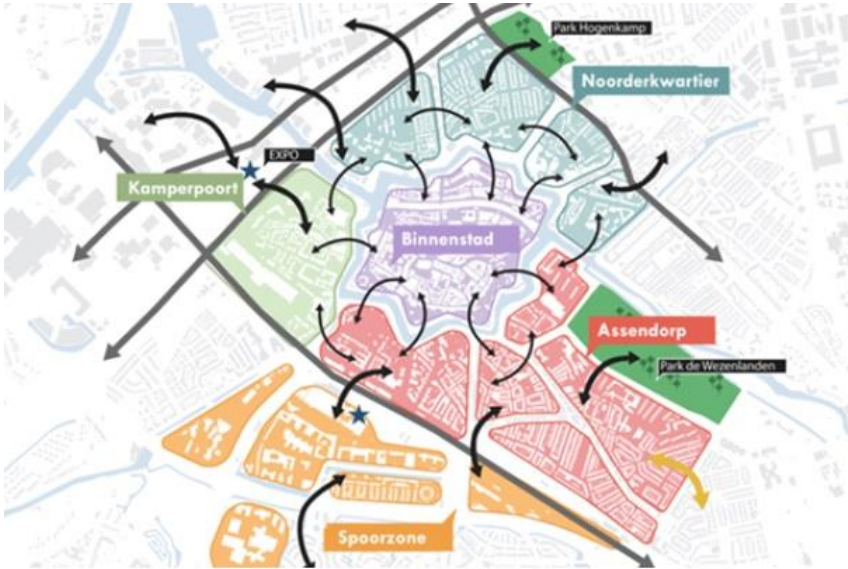 Park Hogenkamp
Noorderkwartier
EXPO
Kamperpoort
Binnenstad
Assendorp
Park de Wezenlanden
Spoorzone